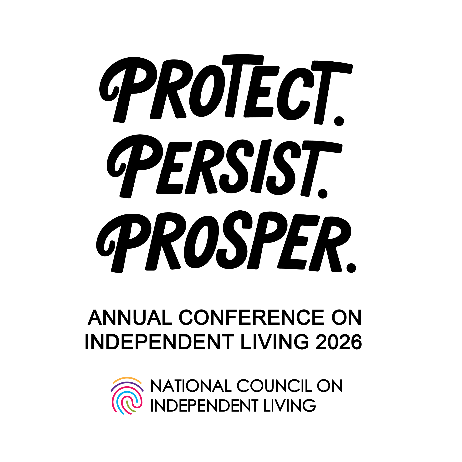 PROTECT.
PERSIST.
PROSPER.
ANNUAL CONFERENCE ON
INDEPENDENT LIVING 2026
NATIONAL COUNCIL ON
INDEPENDENT LIVING